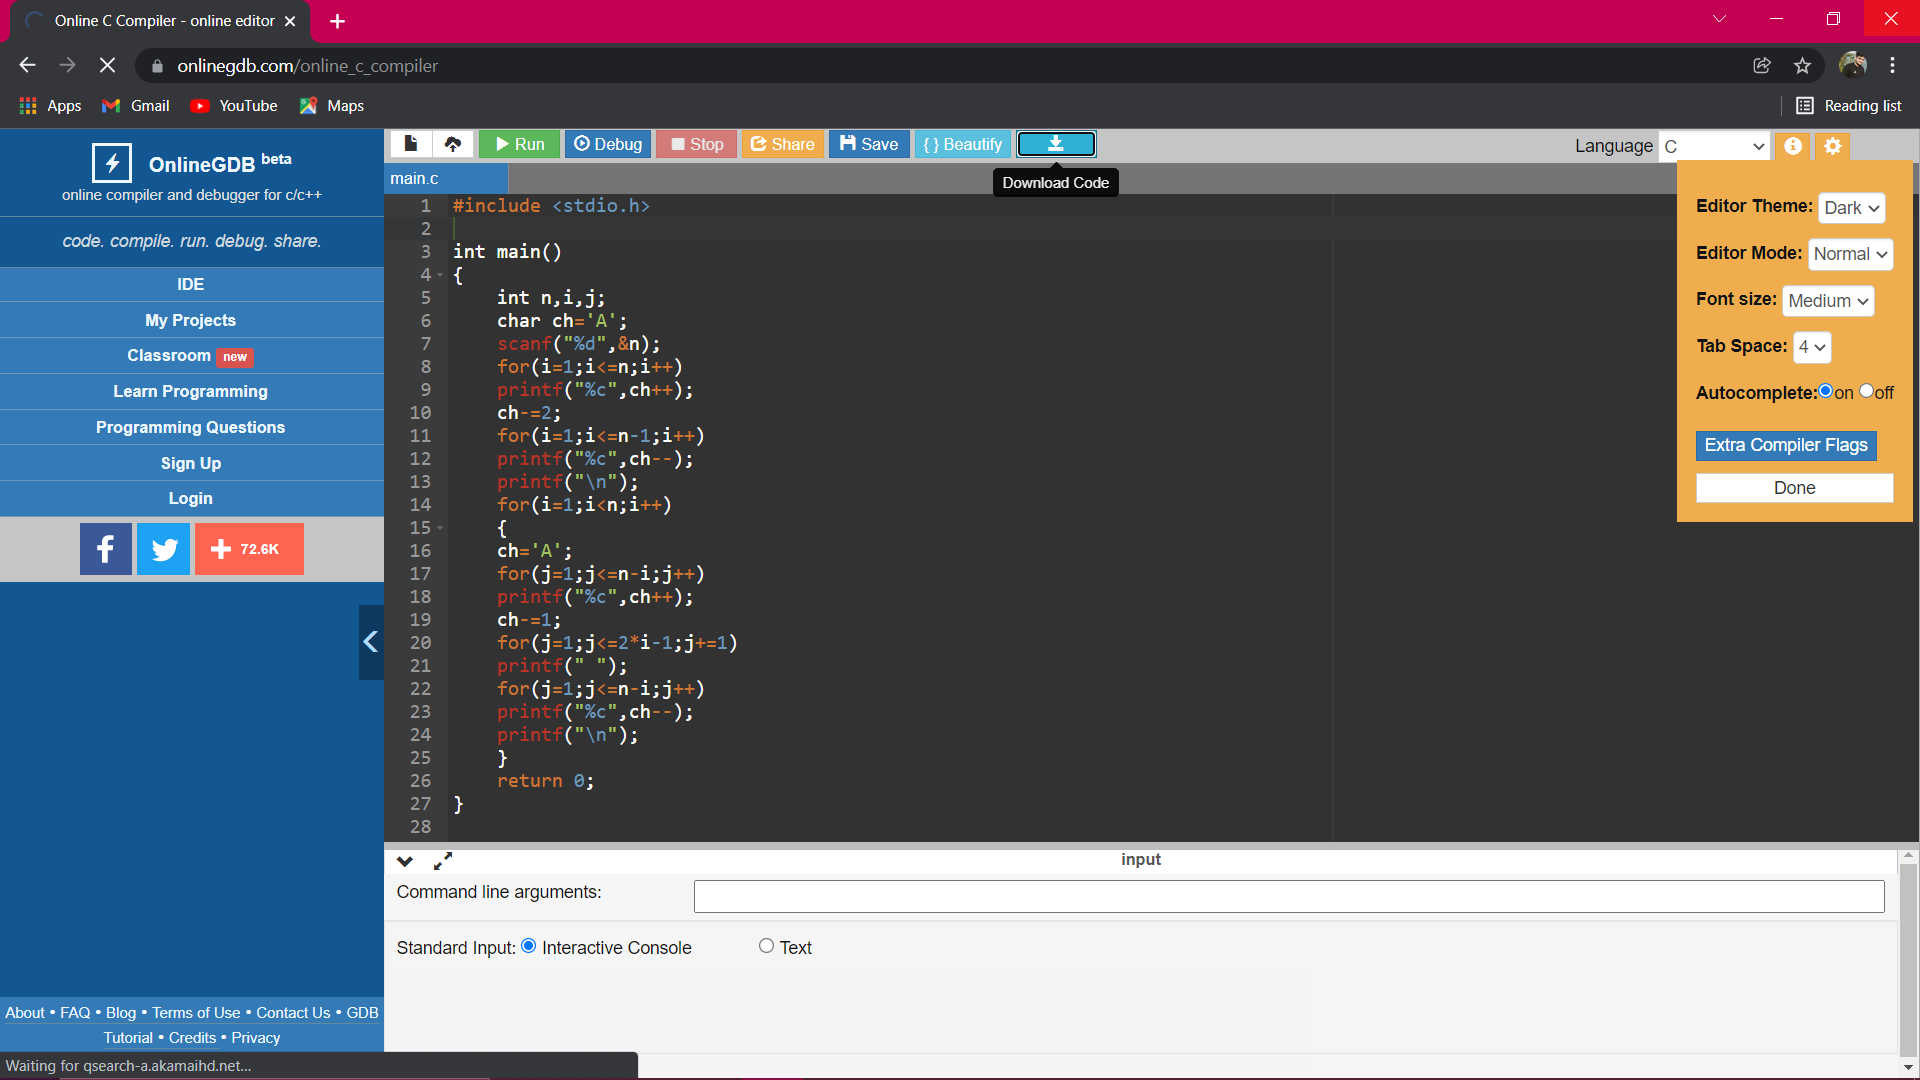 Online C Compiler - online editor
onlinegdb.com/online_c_compiler
Apps Gmail YouTube Maps Reading list
OnlineGDB beta
online compiler and debugger for c/c++
code. compile. run. debug. share.
IDE
My Projects
Classroom new
Learn Programming
Programming Questions
Sign Up
Login
f + 72.6K
About • FAQ • Blog • Terms of Use • Contact Us • GDB
Tutorial • Credits • Privacy
Waiting for qsearch-a.akamaihd.net...
Run Debug Stop Share Save { } Beautify Language C i
main.c
Download Code
1 #include <stdio.h>
2
3 int main()
4 {
5 int n,i,j;
6 char ch='A';
7 scanf("%d",&n);
8 for(i=1;i<=n;i++)
9 printf("%c",ch++);
10 ch-=2;
11 for(i=1;i<=n-1;i++)
12 printf("%c",ch--);
13 printf("\n");
14 for(i=1;i<n;i++)
15 {
16 ch='A';
17 for(j=1;j<=n-i;j++)
18 printf("%c",ch++);
19 ch-=1;
20 for(j=1;j<=2*i-1;j+=1)
21 printf(" ");
22 for(j=1;j<=n-i;j++)
23 printf("%c",ch--);
24 printf("\n");
25 }
26 return 0;
27 }
28
Editor Theme: Dark
Editor Mode: Normal
Font size: Medium
Tab Space: 4
Autocomplete: on off
Extra Compiler Flags
Done
input
Command line arguments:
Standard Input: Interactive Console Text